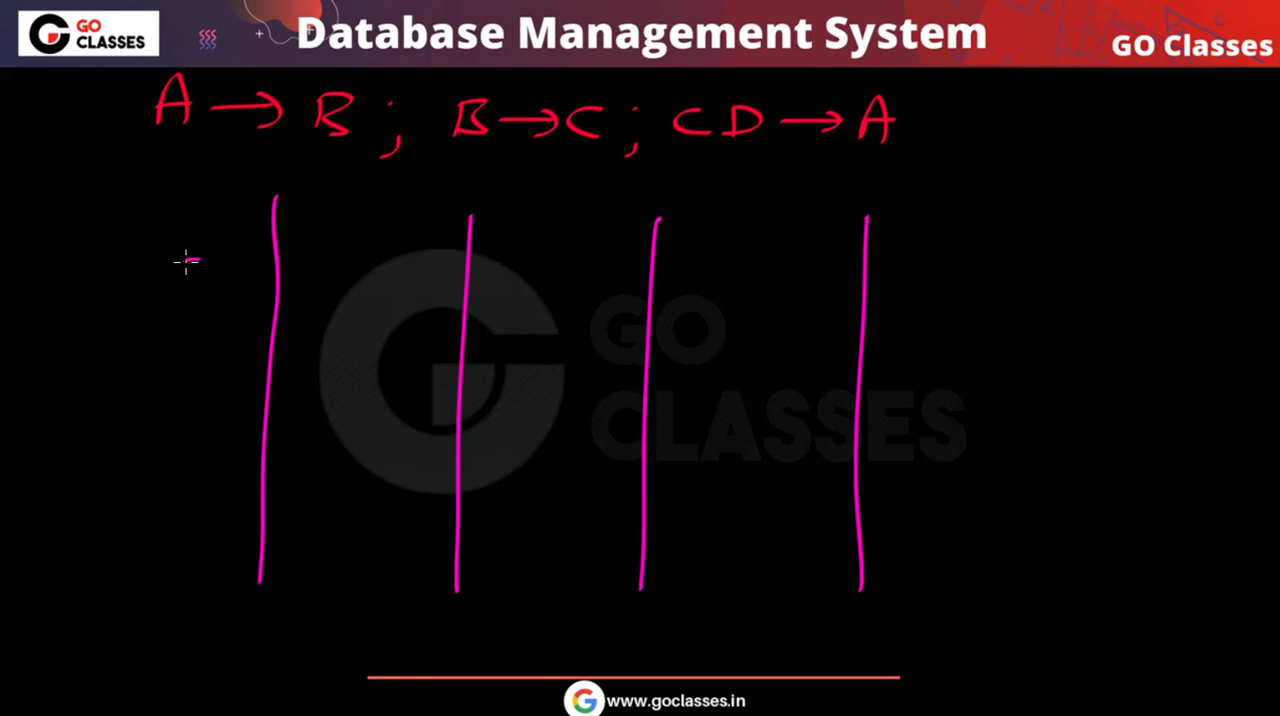 GO CLASSES
Database Management System
GO Classes
A → B ; B → C ; CD → A
GO
CLASSES
www.goclasses.in